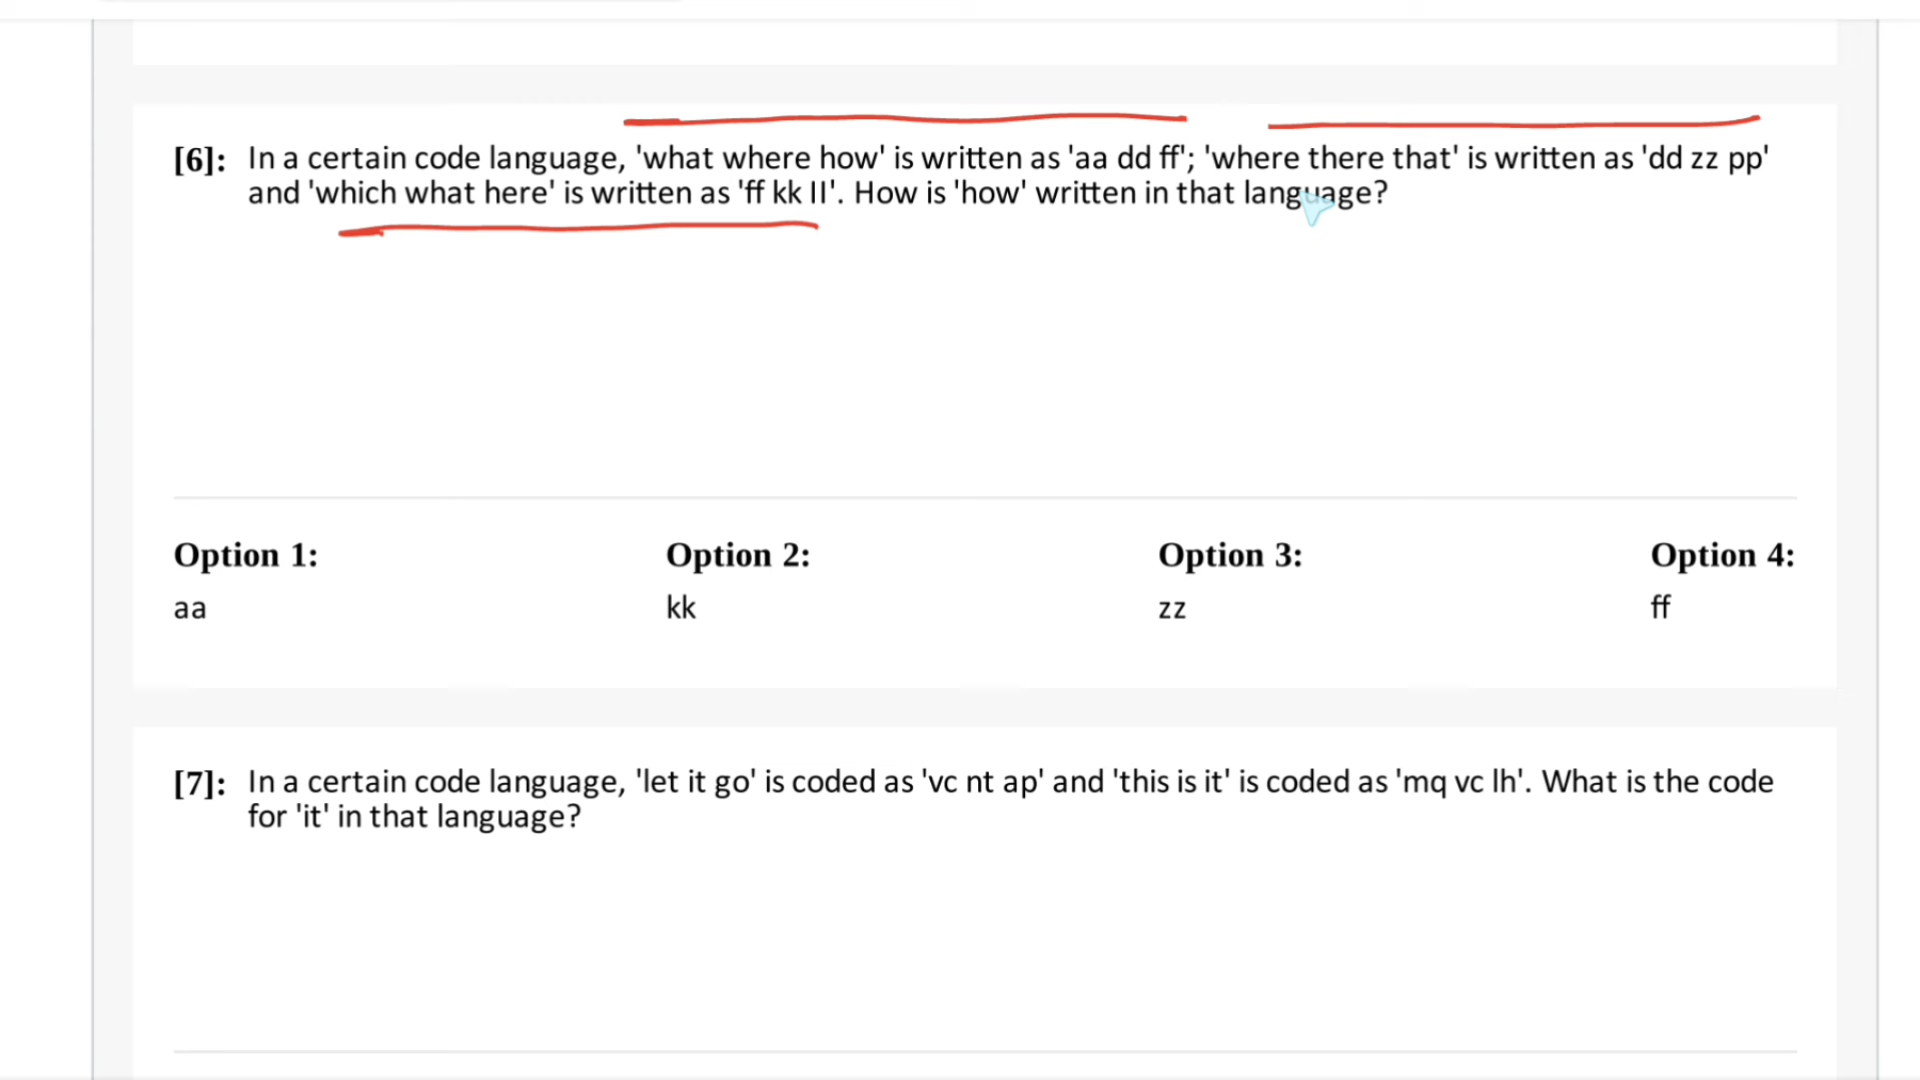 [6]: In a certain code language, 'what where how' is written as 'aa dd ff'; 'where there that' is written as 'dd zz pp'
and 'which what here' is written as 'ff kk II'. How is 'how' written in that language?
Option 1: Option 2: Option 3: Option 4:
aa kk zz ff
[7]: In a certain code language, 'let it go' is coded as 'vc nt ap' and 'this is it' is coded as 'mq vc lh'. What is the code
for 'it' in that language?